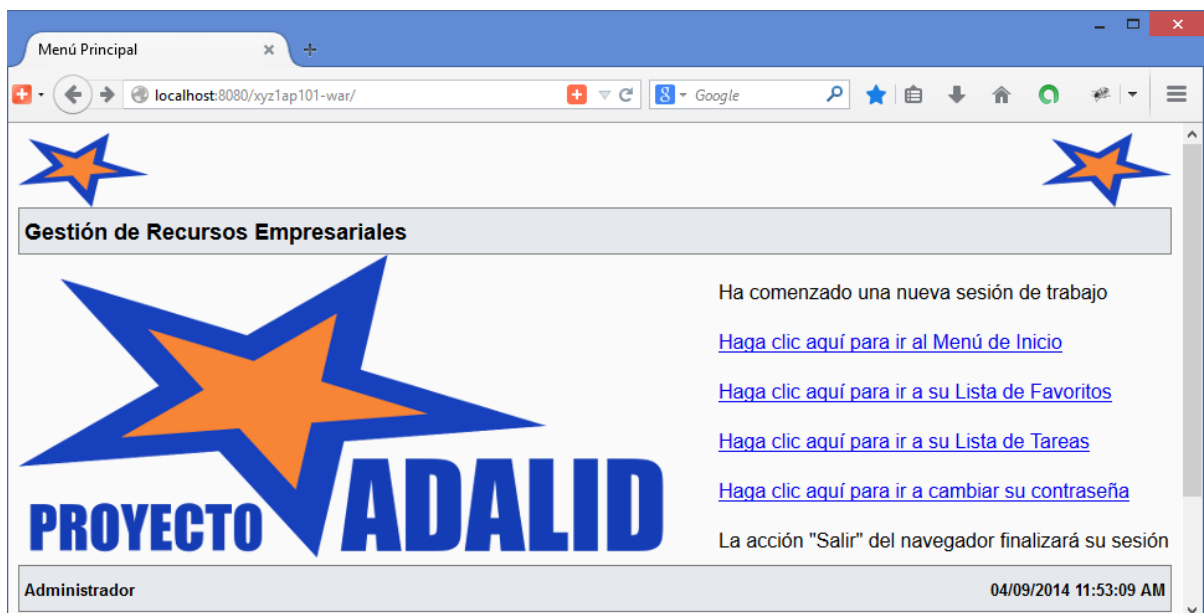 Menú Principal
localhost:8080/xyz1ap101-war/
8
Google
Gestión de Recursos Empresariales
Ha comenzado una nueva sesión de trabajo
Haga clic aquí para ir al Menú de Inicio
Haga clic aquí para ir a su Lista de Favoritos
Haga clic aquí para ir a su Lista de Tareas
Haga clic aquí para ir a cambiar su contraseña
La acción "Salir" del navegador finalizará su sesión
PROYECTO ADALID
Administrador
04/09/2014 11:53:09 AM